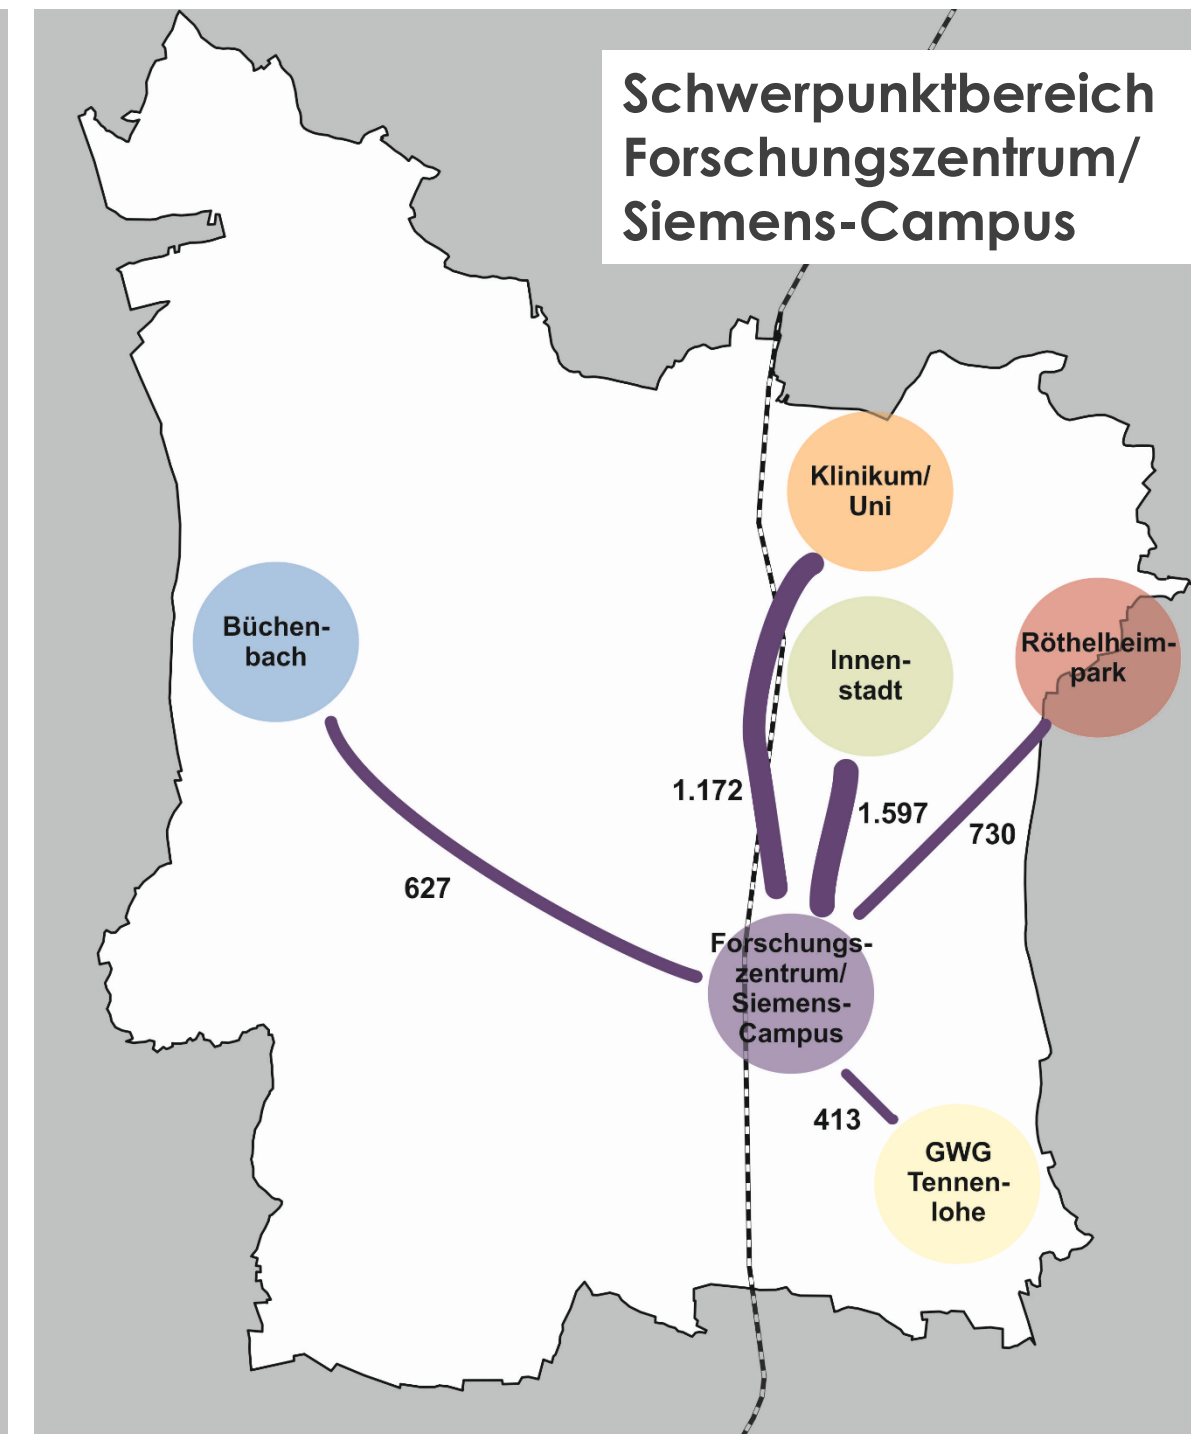 Schwerpunktbereich
Forschungszentrum/
Siemens-Campus
Klinikum/
Uni
Büchen-
bach
Innen-
stadt
Röthelheim-
park
1.172
1.597
730
627
Forschungs-
zentrum/
Siemens-
Campus
413
GWG
Tennen-
lohe